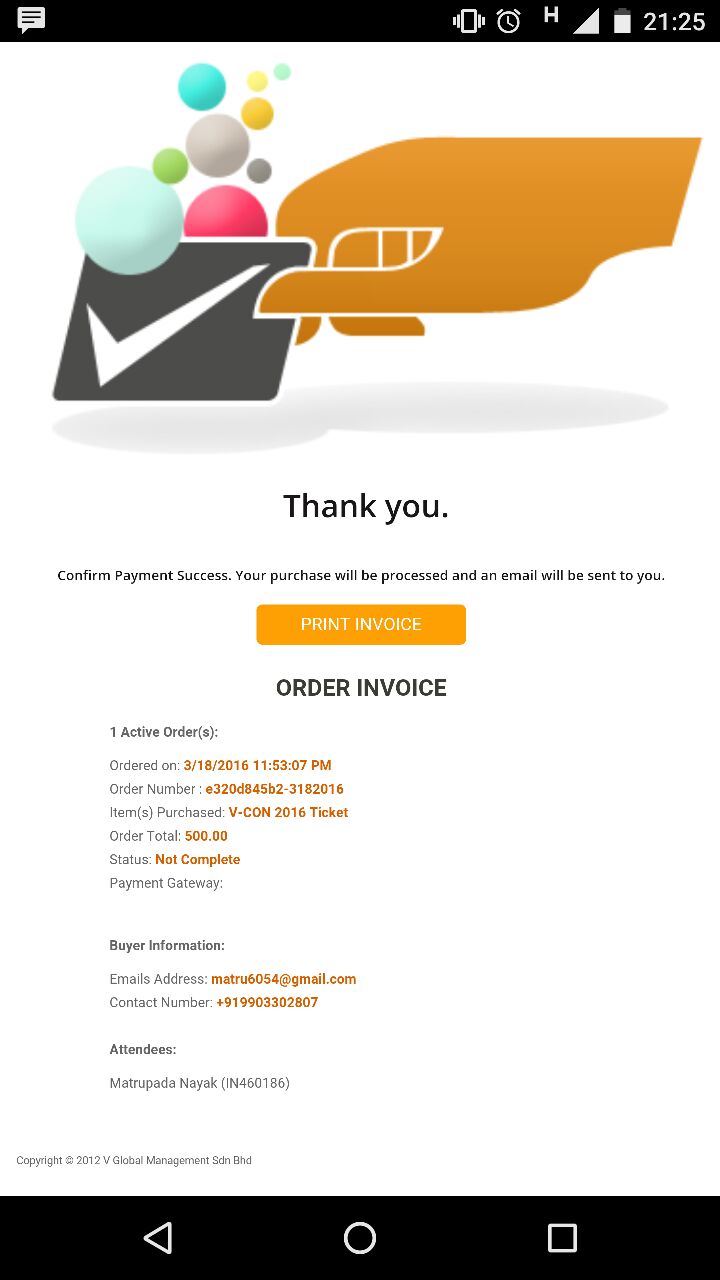 H 21:25
Thank you.
Confirm Payment Success. Your purchase will be processed and an email will be sent to you.
PRINT INVOICE
ORDER INVOICE
1 Active Order(s):
Ordered on: 3/18/2016 11:53:07 PM
Order Number : e320d845b2-3182016
Item(s) Purchased: V-CON 2016 Ticket
Order Total: 500.00
Status: Not Complete
Payment Gateway:
Buyer Information:
Emails Address: matru6054@gmail.com
Contact Number: +919903302807
Attendees:
Matrupada Nayak (IN460186)
Copyright © 2012 V Global Management Sdn Bhd